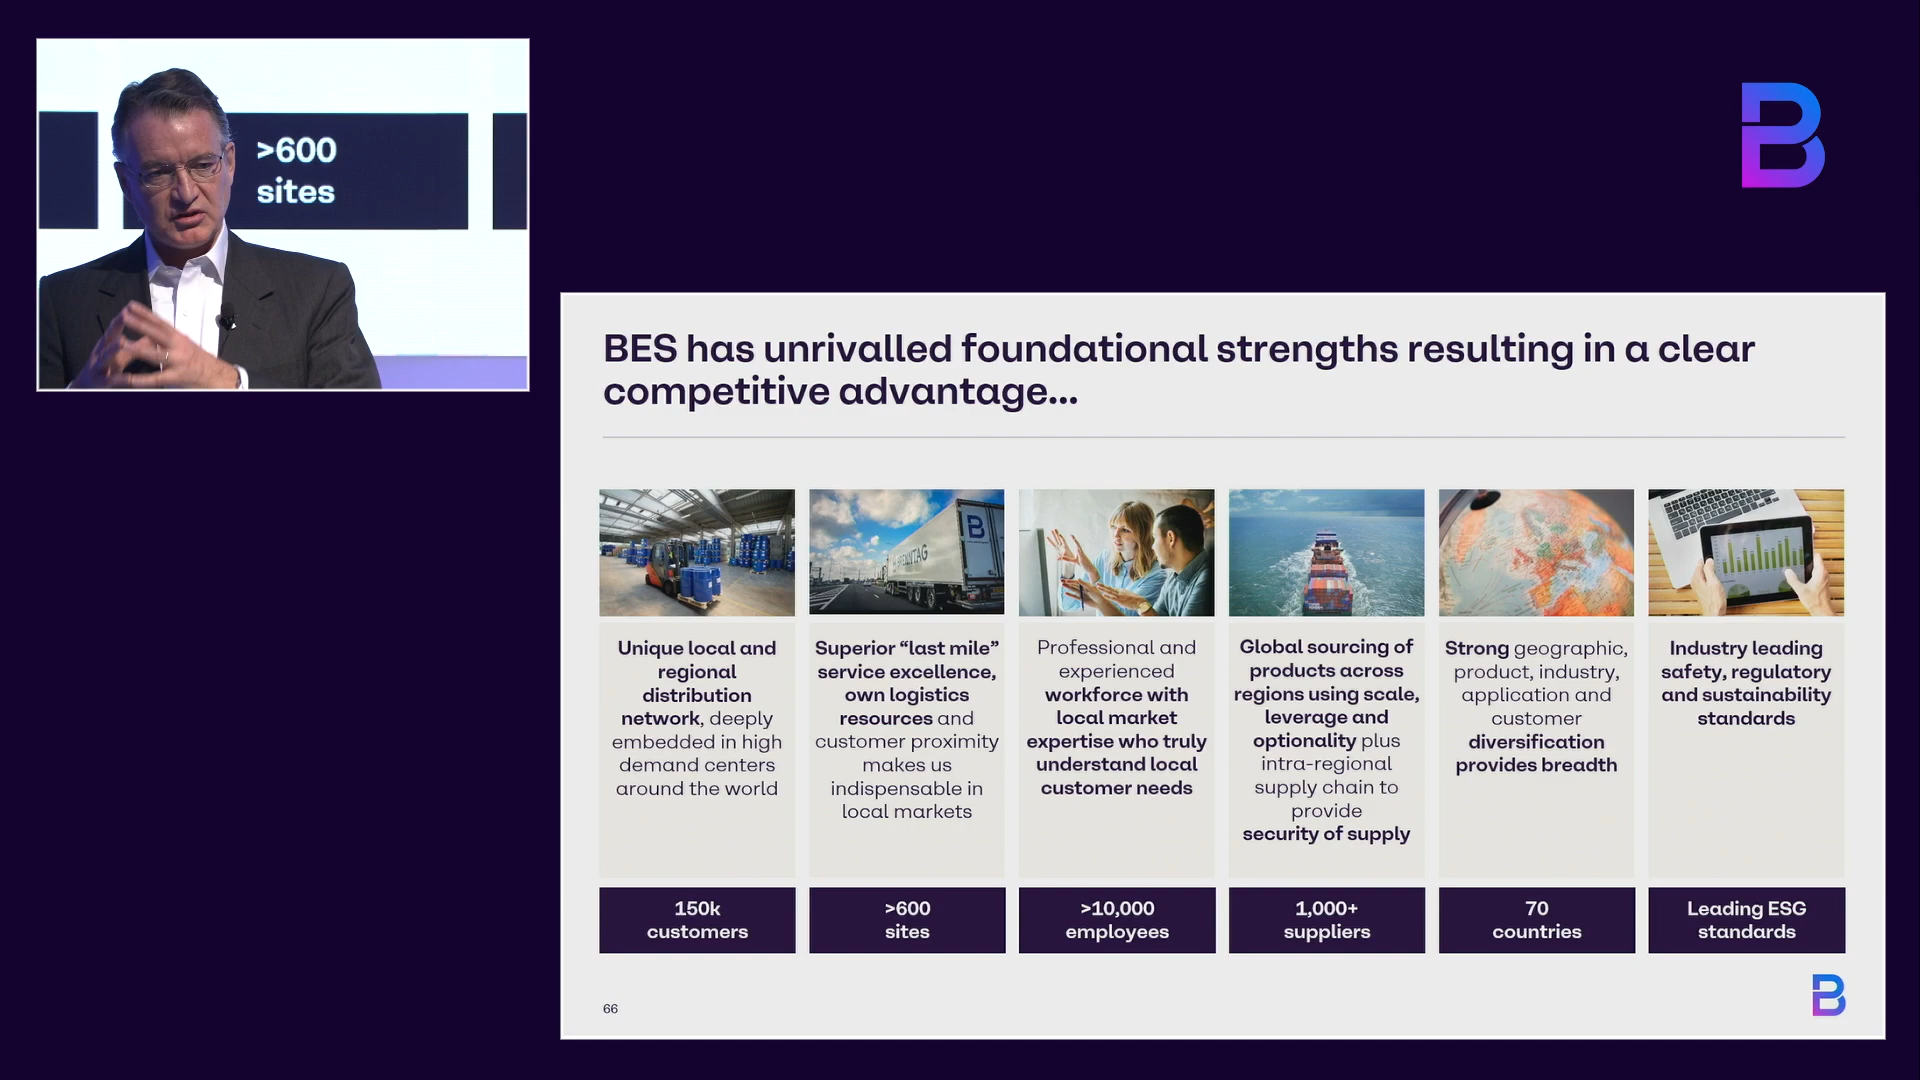 >600
sites
BES has unrivalled foundational strengths resulting in a clear
competitive advantage...
BRENNTAG
Unique local and
regional
distribution
network, deeply
embedded in high
demand centers
around the world
Superior “last mile”
service excellence,
own logistics
resources and
customer proximity
makes us
indispensable in
local markets
Professional and
experienced
workforce with
local market
expertise who truly
understand local
customer needs
Global sourcing of
products across
regions using scale,
leverage and
optionality plus
intra-regional
supply chain to
provide
security of supply
Strong geographic,
product, industry,
application and
customer
diversification
provides breadth
Industry leading
safety, regulatory
and sustainability
standards
150k
customers
>600
sites
>10,000
employees
1,000+
suppliers
70
countries
Leading ESG
standards
66